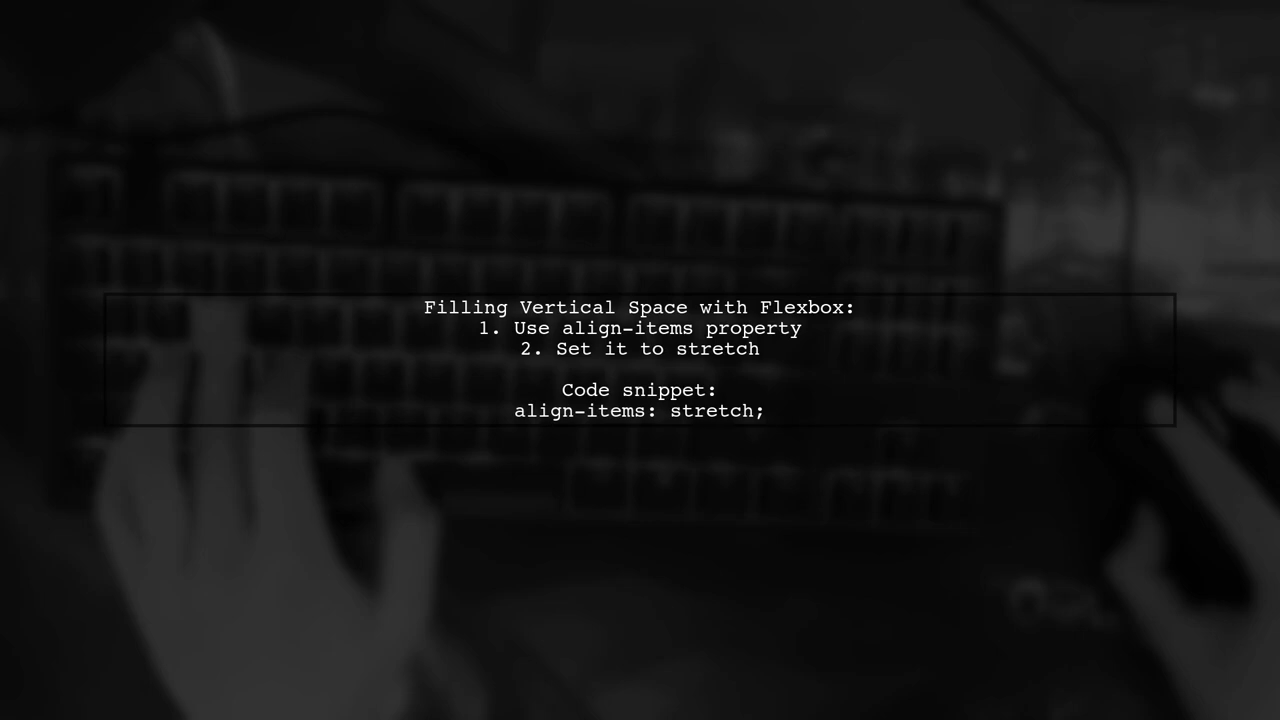 Filling Vertical Space with Flexbox:
1. Use align-items property
2. Set it to stretch
Code snippet:
align-items: stretch;